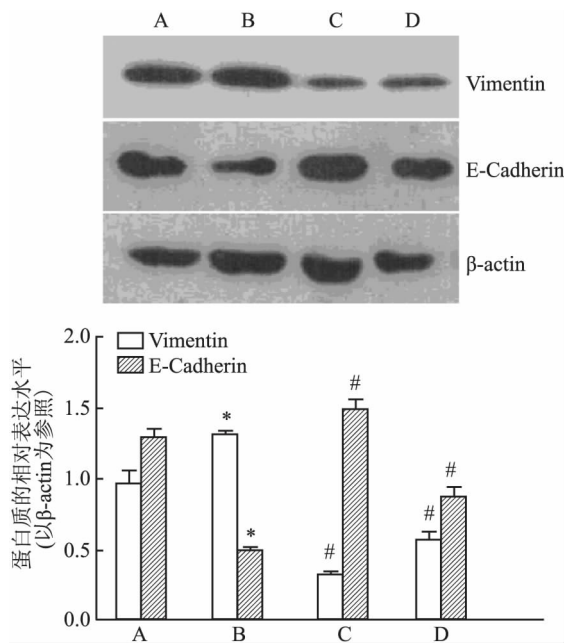 A B C D
Vimentin
E-Cadherin
β-actin
蛋白质的相对表达水平
(以β-actin为参照)
2.0
1.5
1.0
0.5
0.0
Vimentin
E-Cadherin
* * # # # #
A B C D